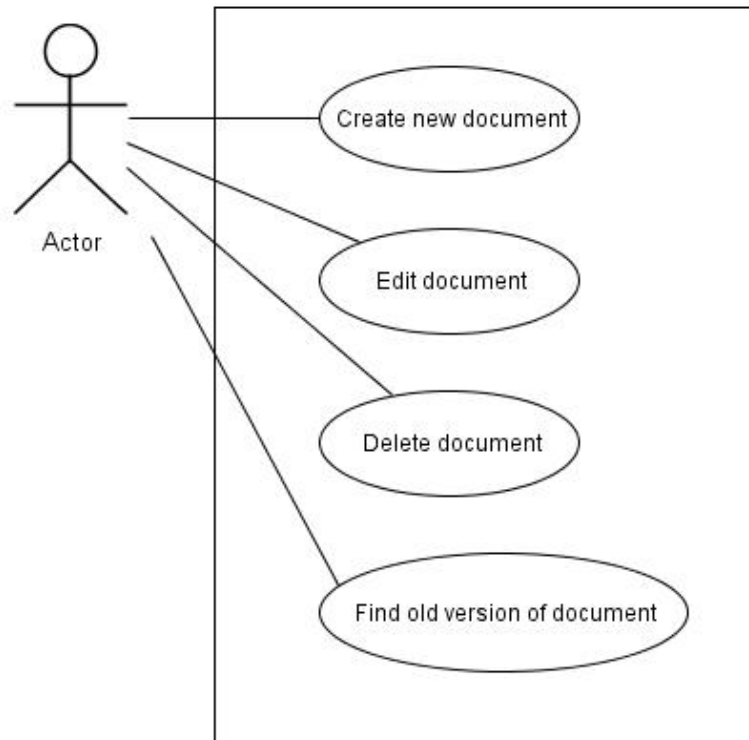 Create new document
Actor
Edit document
Delete document
Find old version of document